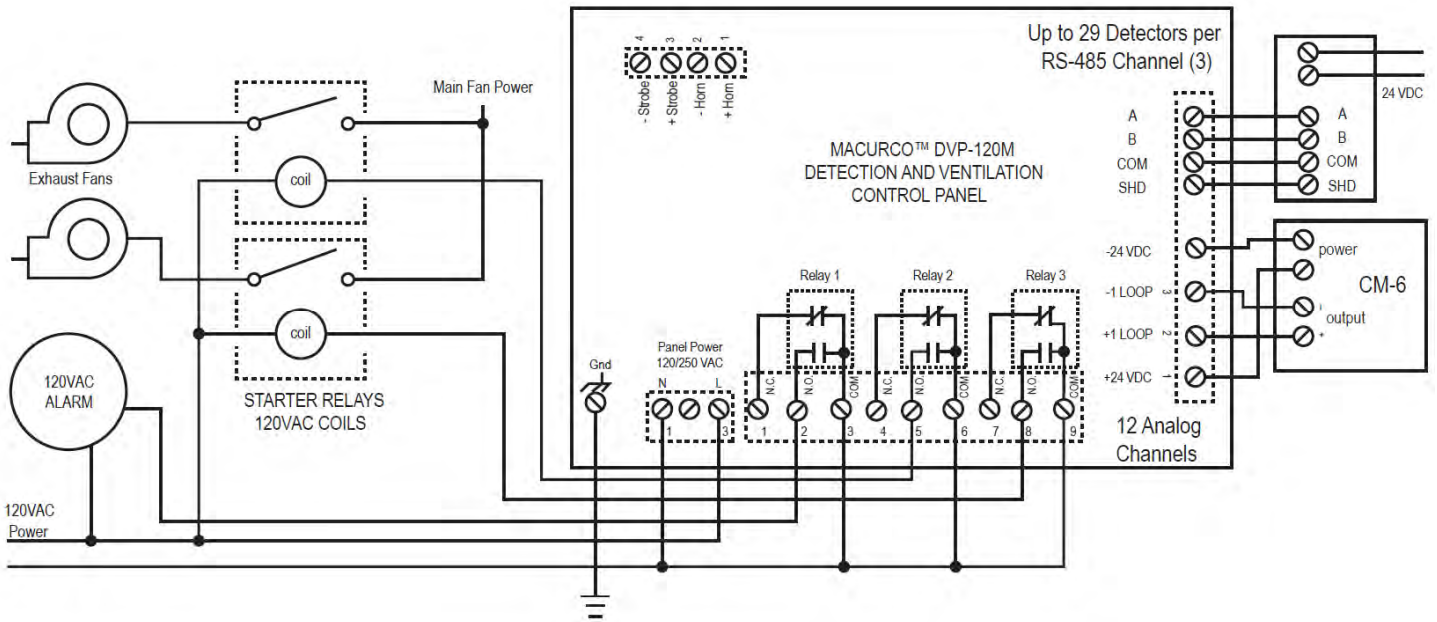 Up to 29 Detectors per
RS-485 Channel (3)
4
3
2
1
- Strobe
+ Strobe
- Horn
+ Horn
Main Fan Power
24 VDC
A
B
COM
SHD
A
B
COM
SHD
MACURCO™ DVP-120M
DETECTION AND VENTILATION
CONTROL PANEL
Exhaust Fans
coil
coil
STARTER RELAYS
120VAC COILS
120VAC
ALARM
120VAC
Power
Gnd
Panel Power
120/250 VAC
N
L
1
3
Relay 1
Relay 2
Relay 3
N.C.
N.O.
COM
N.C.
N.O.
COM
N.C.
N.O.
COM
1
2
3
4
5
6
7
8
9
-24 VDC
-1 LOOP
3
+1 LOOP
2
+24 VDC
1
power
CM-6
-
output
+
12 Analog
Channels